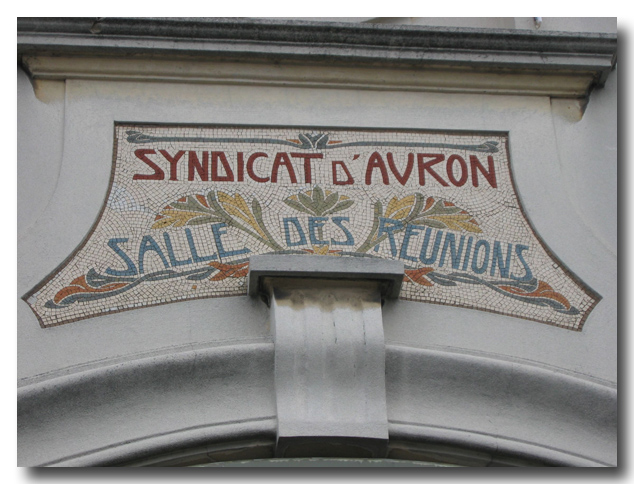 SYNDICAT D'AVRON
SALLE DES REUNIONS